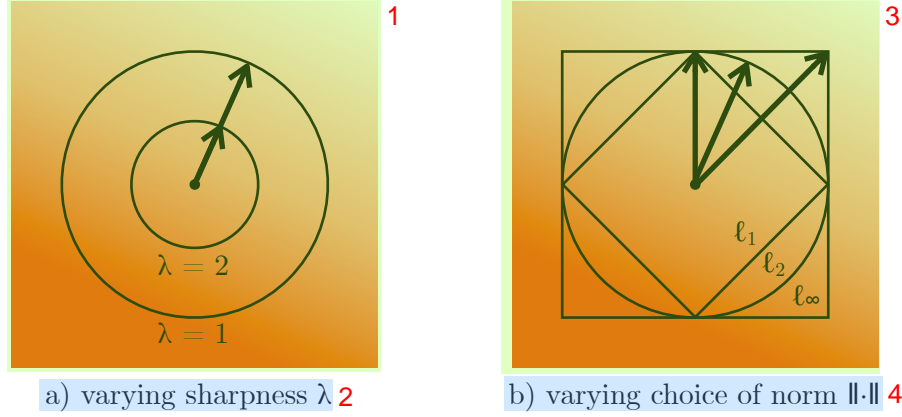 1
λ = 2
λ = 1
a) varying sharpness λ 2
3
ℓ1
ℓ2
ℓ∞
b) varying choice of norm ‖·‖ 4